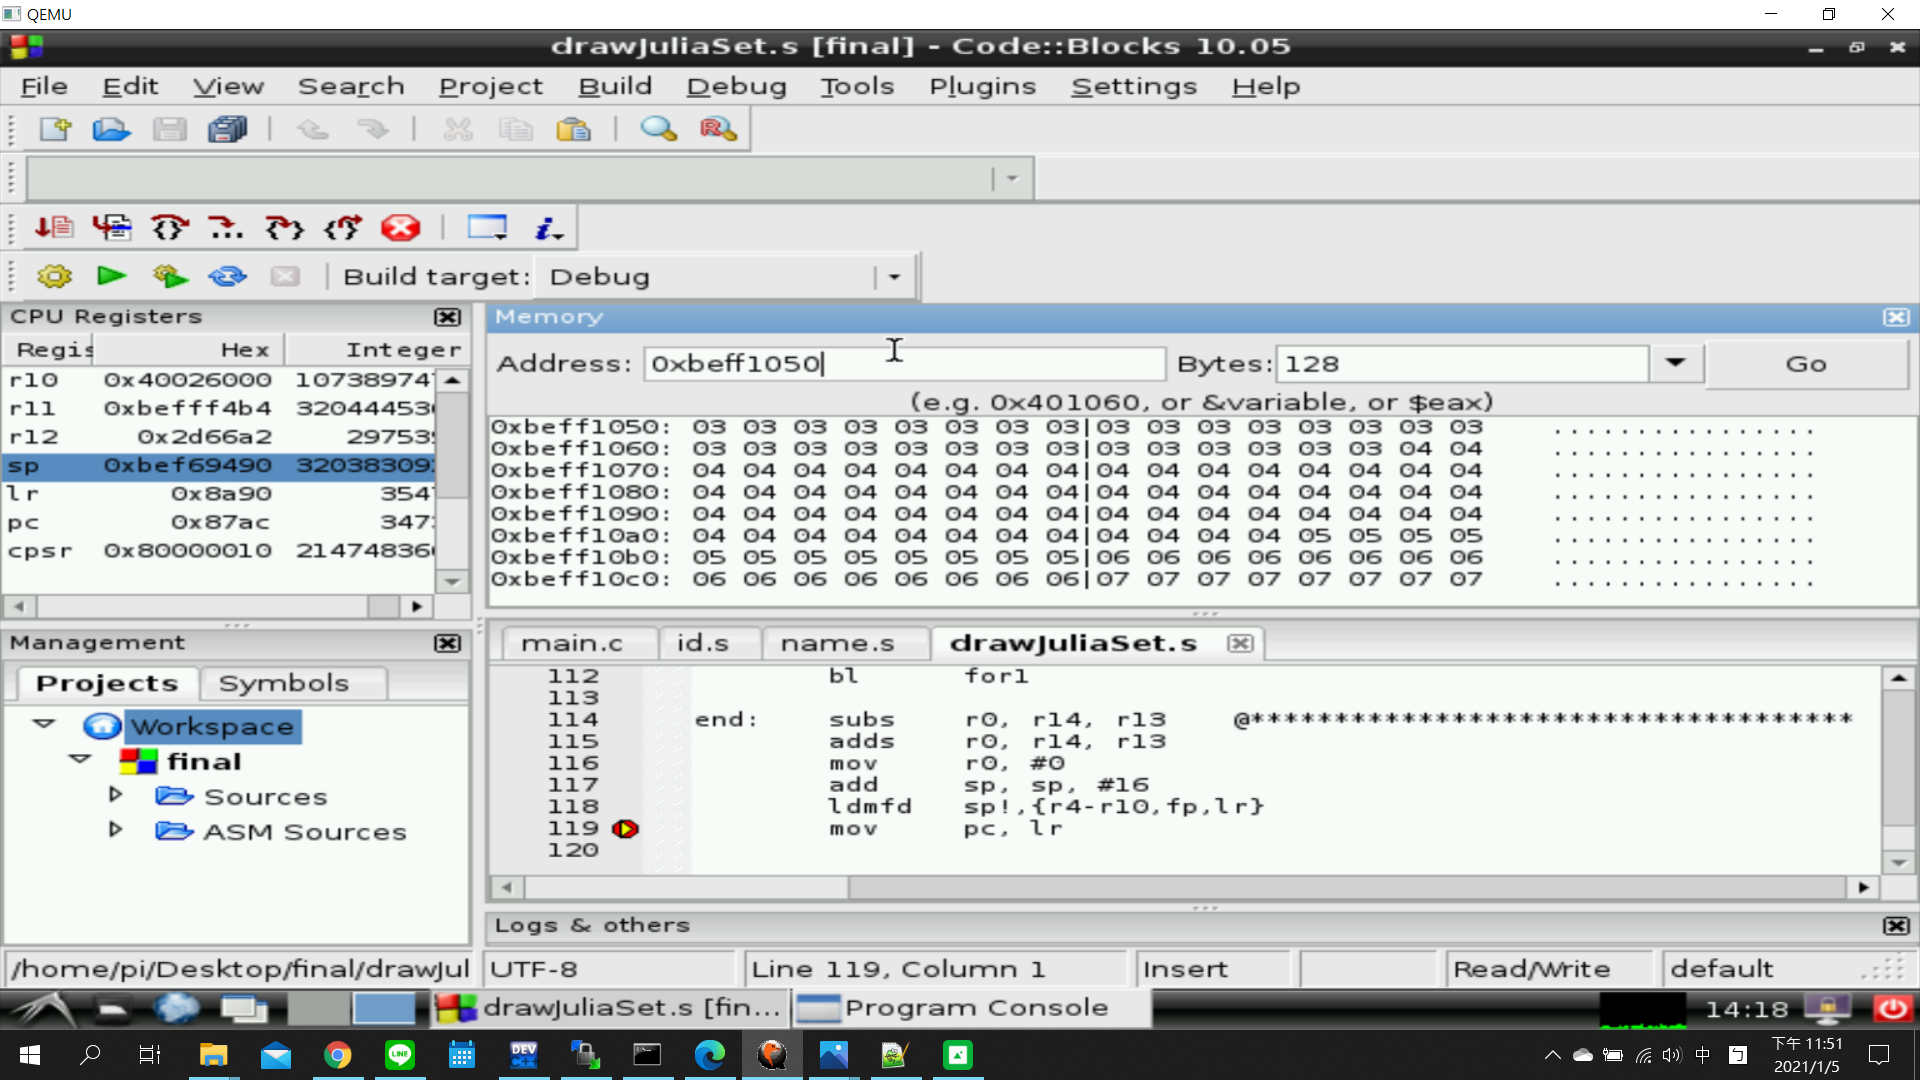 QEMU
drawJuliaSet.s [final] - Code::Blocks 10.05
File Edit View Search Project Build Debug Tools Plugins Settings Help
Build target: Debug
CPU Registers
Regis Hex Integer
r10 0x40026000 107389747
r11 0xbefff4b4 320444536
r12 0x2d66a2 297539
sp 0xbef69490 320383092
lr 0x8a90 3547
pc 0x87ac 3473
cpsr 0x80000010 214748366
Memory
Address: 0xbeff1050 Bytes: 128 Go
(e.g. 0x401060, or &variable, or $eax)
0xbeff1050: 03 03 03 03 03 03 03 03|03 03 03 03 03 03 03 03 ................
0xbeff1060: 03 03 03 03 03 03 03 03|03 03 03 03 03 03 04 04 ................
0xbeff1070: 04 04 04 04 04 04 04 04|04 04 04 04 04 04 04 04 ................
0xbeff1080: 04 04 04 04 04 04 04 04|04 04 04 04 04 04 04 04 ................
0xbeff1090: 04 04 04 04 04 04 04 04|04 04 04 04 04 04 04 04 ................
0xbeff10a0: 04 04 04 04 04 04 04 04|04 04 04 04 05 05 05 05 ................
0xbeff10b0: 05 05 05 05 05 05 05 05|06 06 06 06 06 06 06 06 ................
0xbeff10c0: 06 06 06 06 06 06 06 06|07 07 07 07 07 07 07 07 ................
Management
Projects Symbols
Workspace
final
Sources
ASM Sources
main.c id.s name.s drawJuliaSet.s
112 bl for1
113
114 end: subs r0, r14, r13 @************************************
115 adds r0, r14, r13
116 mov r0, #0
117 add sp, sp, #16
118 ldmfd sp!,{r4-r10,fp,lr}
119 mov pc, lr
120
Logs & others
/home/pi/Desktop/final/drawJul UTF-8 Line 119, Column 1 Insert Read/Write default
drawJuliaSet.s [fin... Program Console 14:18
DEV
LINE
中
下午 11:51
2021/1/5